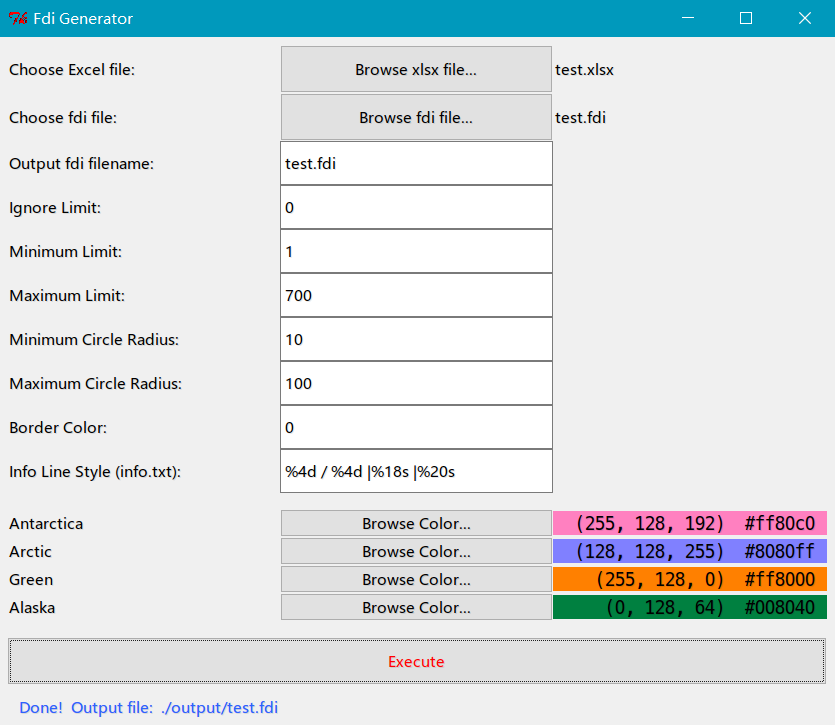 Fdi Generator
Choose Excel file: Browse xlsx file... test.xlsx
Choose fdi file: Browse fdi file... test.fdi
Output fdi filename: test.fdi
Ignore Limit: 0
Minimum Limit: 1
Maximum Limit: 700
Minimum Circle Radius: 10
Maximum Circle Radius: 100
Border Color: 0
Info Line Style (info.txt): %4d / %4d |%18s |%20s
Antarctica Browse Color... (255, 128, 192) #ff80c0
Arctic Browse Color... (128, 128, 255) #8080ff
Green Browse Color... (255, 128, 0) #ff8000
Alaska Browse Color... (0, 128, 64) #008040
Execute
Done! Output file: ./output/test.fdi